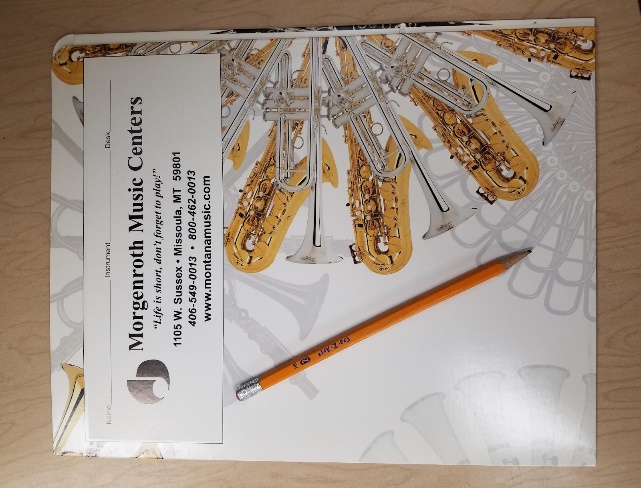 Name Instrument Desk
Morgenroth Music Centers
"Life is short, don't forget to play!"
1105 W. Sussex • Missoula, MT 59801
406-549-0013 • 800-462-0013
www.montanamusic.com